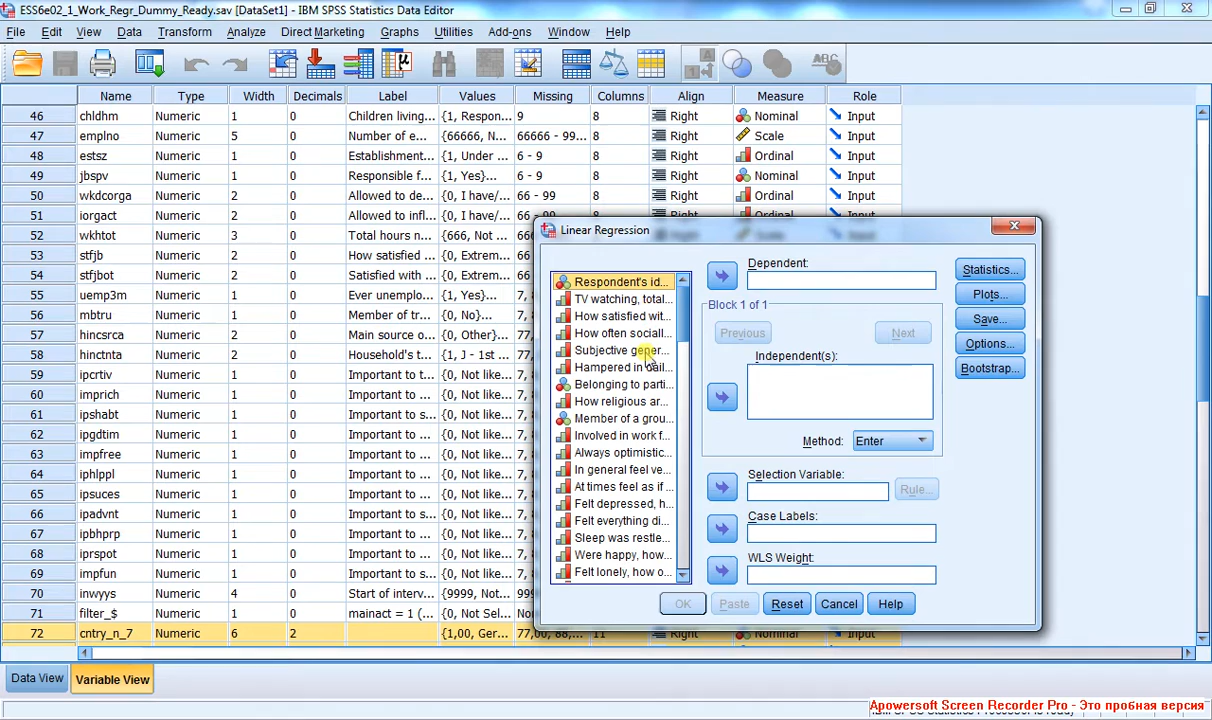 ESS6e02_1_Work_Regr_Dummy_Ready.sav [DataSet1] - IBM SPSS Statistics Data Editor
File Edit View Data Transform Analyze Direct Marketing Graphs Utilities Add-ons Window Help
Name Type Width Decimals Label Values Missing Columns Align Measure Role
46 chldhm Numeric 1 0 Children living... {1, Respon... 9 8 Right Nominal Input
47 emplno Numeric 5 0 Number of e... {66666, N... 66666 - 99... 8 Right Scale Input
48 estsz Numeric 1 0 Establishment... {1, Under ... 6 - 9 8 Right Ordinal Input
49 jbspv Numeric 1 0 Responsible f... {1, Yes}... 6 - 9 8 Right Nominal Input
50 wkdcorga Numeric 2 0 Allowed to de... {0, I have/... 66 - 99 8 Right Ordinal Input
51 iorgact Numeric 2 0 Allowed to infl... {0, I have/... 66 - 99 8 Right Ordinal Input
52 wkhtot Numeric 3 0 Total hours n... {666, Not ...
53 stfjb Numeric 2 0 How satisfied ... {0, Extrem...
54 stfjbot Numeric 2 0 Satisfied with ... {0, Extrem...
55 uemp3m Numeric 1 0 Ever unemplo... {1, Yes}...
56 mbtru Numeric 1 0 Member of tr... {0, No}...
57 hincsrca Numeric 2 0 Main source o... {0, Other}...
58 hinctnta Numeric 2 0 Household's t... {1, J - 1st ...
59 ipcrtiv Numeric 1 0 Important to ... {0, Not like...
60 imprich Numeric 1 0 Important to ... {0, Not like...
61 ipshabt Numeric 1 0 Important to s... {0, Not like...
62 ipgdtim Numeric 1 0 Important to ... {0, Not like...
63 impfree Numeric 1 0 Important to ... {0, Not like...
64 iphlppl Numeric 1 0 Important to ... {0, Not like...
65 ipsuces Numeric 1 0 Important to ... {0, Not like...
66 ipadvnt Numeric 1 0 Important to ... {0, Not like...
67 ipbhprp Numeric 1 0 Important to ... {0, Not like...
68 iprspot Numeric 1 0 Important to ... {0, Not like...
69 impfun Numeric 1 0 Important to ... {0, Not like...
70 invyys Numeric 4 0 Start of interv... {9999, Not...
71 filter_$ Numeric 1 0 mainact = 1 (... {0, Not Sel...
72 cntry_n_7 Numeric 6 2 {1,00, Ger... 77,00, 88,... 11 Right Nominal Input
Linear Regression
Respondent's id...
TV watching, total...
How satisfied wit...
How often sociall...
Subjective gener...
Hampered in dail...
Belonging to parti...
How religious ar...
Member of a grou...
Involved in work f...
Always optimistic...
In general feel ve...
At times feel as if ...
Felt depressed, h...
Felt everything di...
Sleep was restle...
Were happy, how...
Felt lonely, how o...
Dependent:
Block 1 of 1
Previous Next
Independent(s):
Method: Enter
Selection Variable:
Rule...
Case Labels:
WLS Weight:
Statistics...
Plots...
Save...
Options...
Bootstrap...
OK Paste Reset Cancel Help
Data View Variable View
Apowersoft Screen Recorder Pro - Это пробная версия